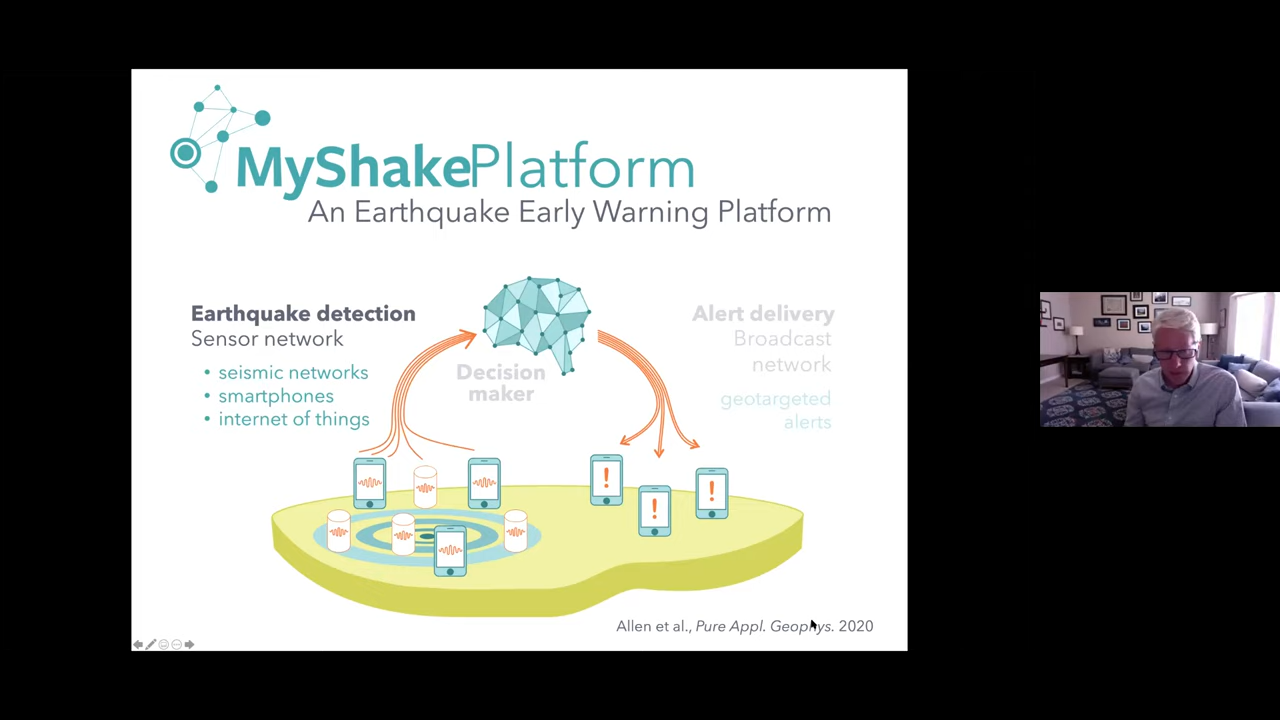 MyShakePlatform
An Earthquake Early Warning Platform
Earthquake detection
Sensor network
• seismic networks
• smartphones
• internet of things
Decision
maker
Alert delivery
Broadcast
network
geotargeted
alerts
!
!
!
Allen et al., Pure Appl. Geophys. 2020